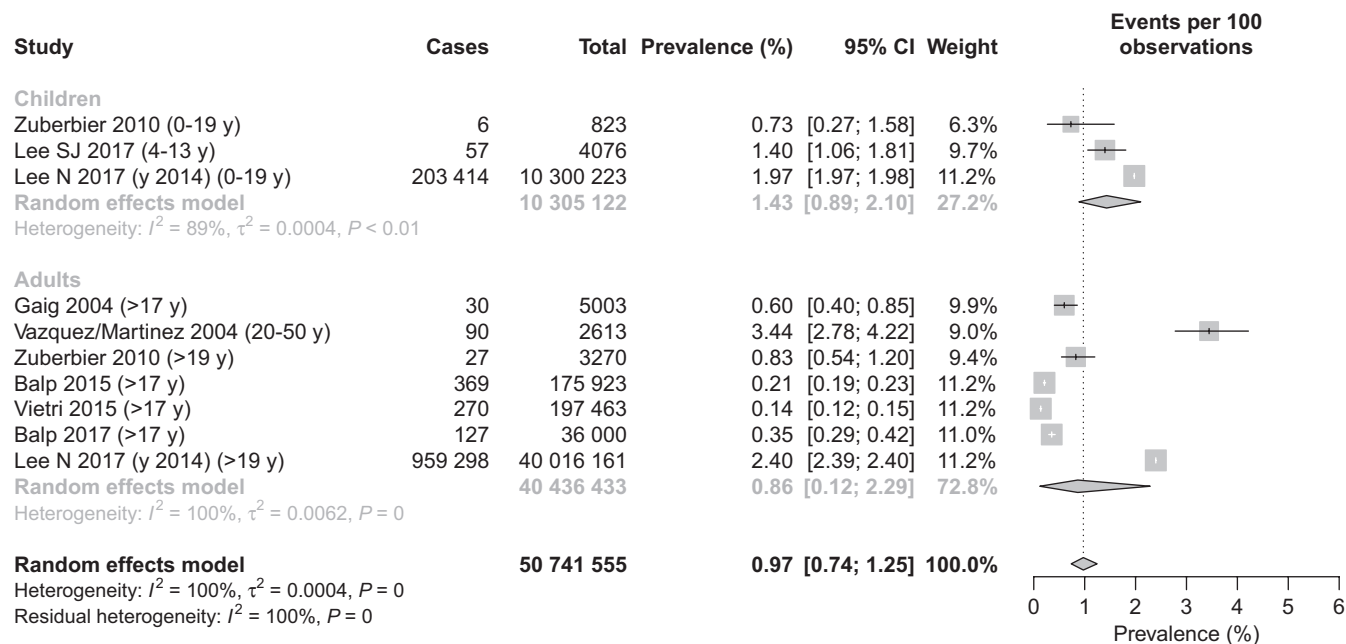 Events per 100
observations
Study Cases Total Prevalence (%) 95% CI Weight
Children
Zuberbier 2010 (0-19 y) 6 823 0.73 [0.27; 1.58] 6.3%
Lee SJ 2017 (4-13 y) 57 4076 1.40 [1.06; 1.81] 9.7%
Lee N 2017 (y 2014) (0-19 y) 203 414 10 300 223 1.97 [1.97; 1.98] 11.2%
Random effects model 10 305 122 1.43 [0.89; 2.10] 27.2%
Heterogeneity: I² = 89%, τ² = 0.0004, P < 0.01
Adults
Gaig 2004 (>17 y) 30 5003 0.60 [0.40; 0.85] 9.9%
Vazquez/Martinez 2004 (20-50 y) 90 2613 3.44 [2.78; 4.22] 9.0%
Zuberbier 2010 (>19 y) 27 3270 0.83 [0.54; 1.20] 9.4%
Balp 2015 (>17 y) 369 175 923 0.21 [0.19; 0.23] 11.2%
Vietri 2015 (>17 y) 270 197 463 0.14 [0.12; 0.15] 11.2%
Balp 2017 (>17 y) 127 36 000 0.35 [0.29; 0.42] 11.0%
Lee N 2017 (y 2014) (>19 y) 959 298 40 016 161 2.40 [2.39; 2.40] 11.2%
Random effects model 40 436 433 0.86 [0.12; 2.29] 72.8%
Heterogeneity: I² = 100%, τ² = 0.0062, P = 0
Random effects model 50 741 555 0.97 [0.74; 1.25] 100.0%
Heterogeneity: I² = 100%, τ² = 0.0004, P = 0
Residual heterogeneity: I² = 100%, P = 0
0 1 2 3 4 5 6
Prevalence (%)